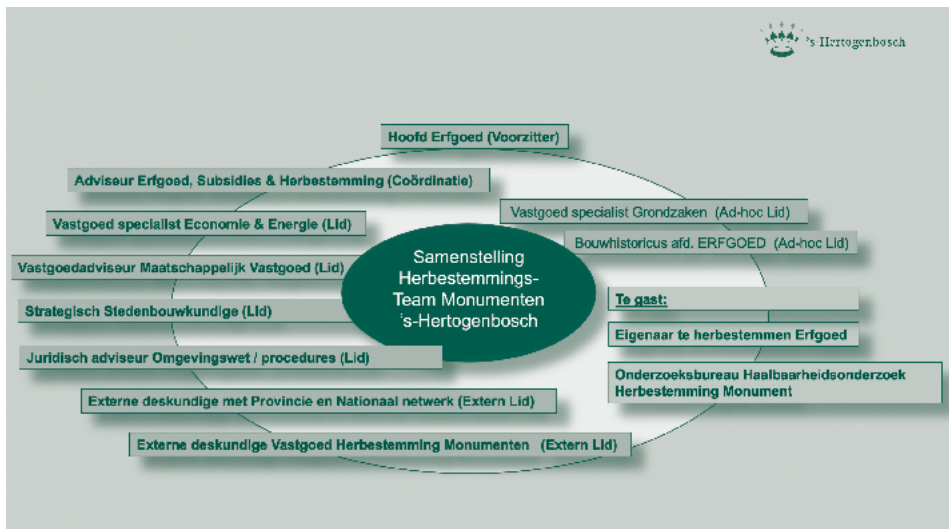 's Hertogenbosch
Hoofd Erfgoed (Voorzitter)
Adviseur Erfgoed, Subsidies & Herbestemming (Coördinatie)
Vastgoed specialist Economie & Energie (Lid)
Vastgoedadviseur Maatschappelijk Vastgoed (Lid)
Strategisch Stedenbouwkundige (Lid)
Juridisch adviseur Omgevingswet / procedures (Lid)
Externe deskundige met Provincie en Nationaal netwerk (Extern Lid)
Externe deskundige Vastgoed Herbestemming Monumenten (Extern Lid)
Samenstelling
Herbestemmings-
Team Monumenten
‘s-Hertogenbosch
Vastgoed specialist Grondzaken (Ad-hoc Lid)
Bouwhistoricus afd. ERFGOED (Ad-hoc Lid)
Te gast:
Eigenaar te herbestemmen Erfgoed
Onderzoeksbureau Haalbaarheidsonderzoek
Herbestemming Monument